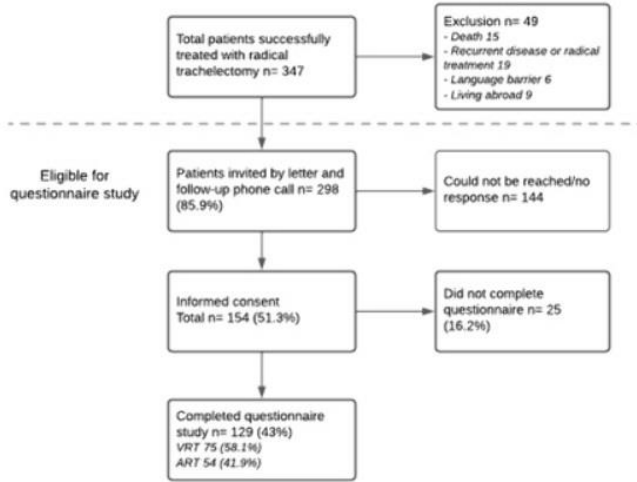 Total patients successfully
treated with radical
trachelectomy n= 347
Exclusion n= 49
- Death 15
- Recurrent disease or radical
treatment 19
- Language barrier 6
- Living abroad 9
Eligible for
questionnaire study
Patients invited by letter and
follow-up phone call n= 298
(85.9%)
Could not be reached/no
response n= 144
Informed consent
Total n= 154 (51.3%)
Did not complete
questionnaire n= 25
(16.2%)
Completed questionnaire
study n= 129 (43%)
VRT 75 (58.1%)
ART 54 (41.9%)